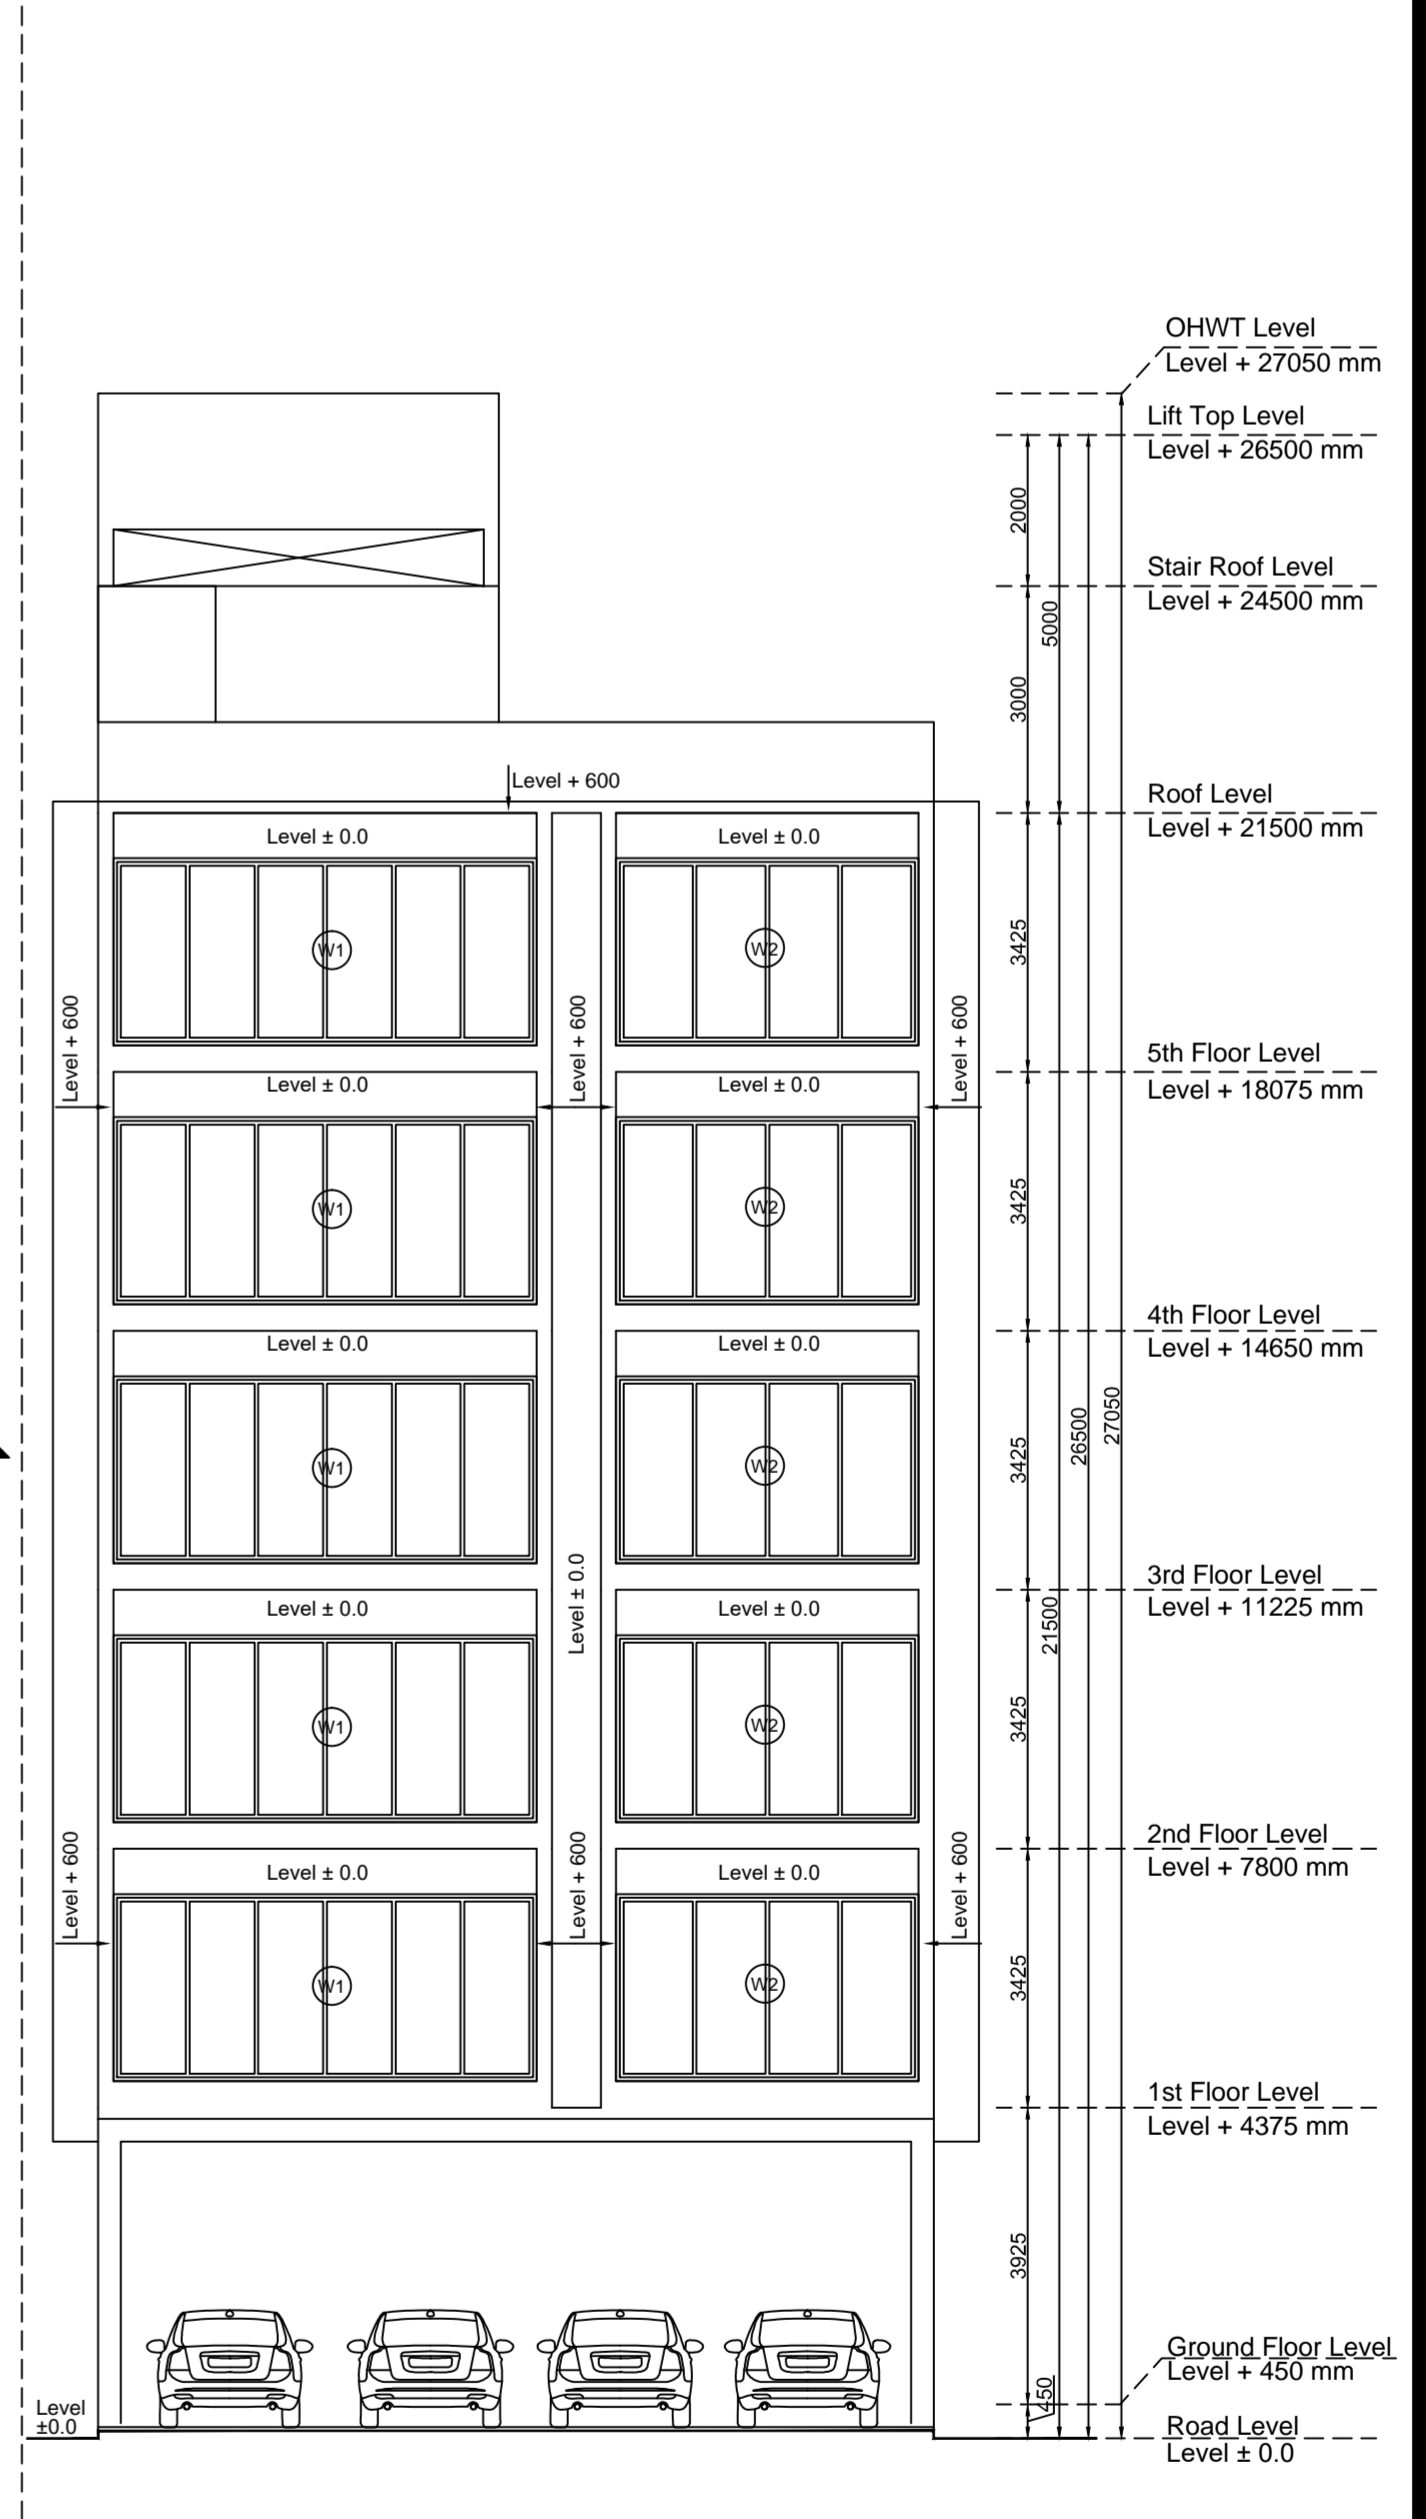 OHWT Level
Level + 27050 mm
Lift Top Level
Level + 26500 mm
2000
Stair Roof Level
Level + 24500 mm
5000
3000
Level + 600
Roof Level
Level + 21500 mm
Level ± 0.0
Level ± 0.0
W1
W2
3425
Level + 600
Level + 600
Level + 600
5th Floor Level
Level + 18075 mm
Level ± 0.0
Level ± 0.0
W1
W2
3425
4th Floor Level
Level + 14650 mm
Level ± 0.0
Level ± 0.0
W1
W2
3425
26500
27050
Level ± 0.0
3rd Floor Level
Level + 11225 mm
Level ± 0.0
Level ± 0.0
21500
W1
W2
3425
2nd Floor Level
Level + 7800 mm
Level ± 0.0
Level ± 0.0
Level + 600
Level + 600
Level + 600
W1
W2
3425
1st Floor Level
Level + 4375 mm
3925
Ground Floor Level
Level + 450 mm
450
Level
±0.0
Road Level
Level ± 0.0